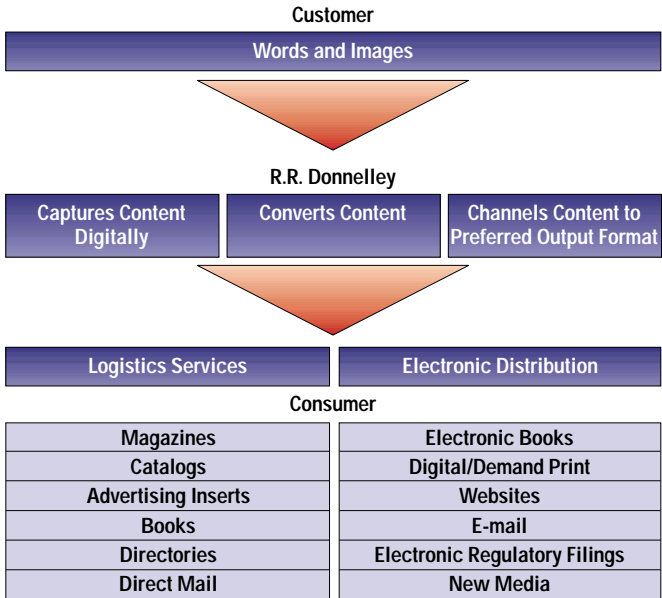 Customer
Words and Images
R.R. Donnelley
Captures Content
Digitally
Converts Content
Channels Content to
Preferred Output Format
Logistics Services
Electronic Distribution
Consumer
Magazines
Catalogs
Advertising Inserts
Books
Directories
Direct Mail
Electronic Books
Digital/Demand Print
Websites
E-mail
Electronic Regulatory Filings
New Media